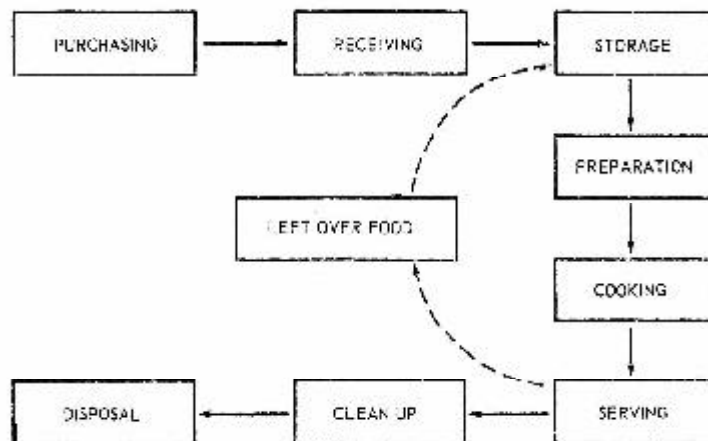 PURCHASING
RECEIVING
STORAGE
PREPARATION
LEFT OVER FOOD
COOKING
DISPOSAL
CLEAN UP
SERVING